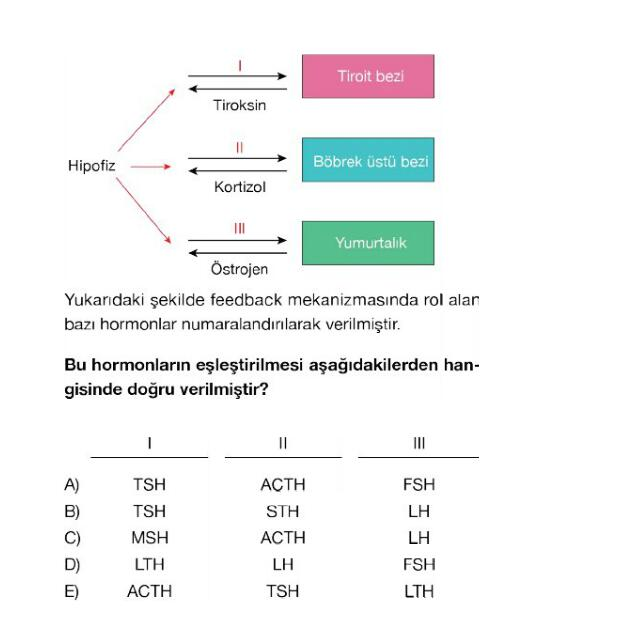 I
Tiroit bezi
Tiroksin
II
Hipofiz
Böbrek üstü bezi
Kortizol
III
Yumurtalık
Östrojen
Yukarıdaki şekilde feedback mekanizmasında rol alan
bazı hormonlar numaralandırılarak verilmiştir.
Bu hormonların eşleştirilmesi aşağıdakilerden han-
gisinde doğru verilmiştir?
I II III
A) TSH ACTH FSH
B) TSH STH LH
C) MSH ACTH LH
D) LTH LH FSH
E) ACTH TSH LTH